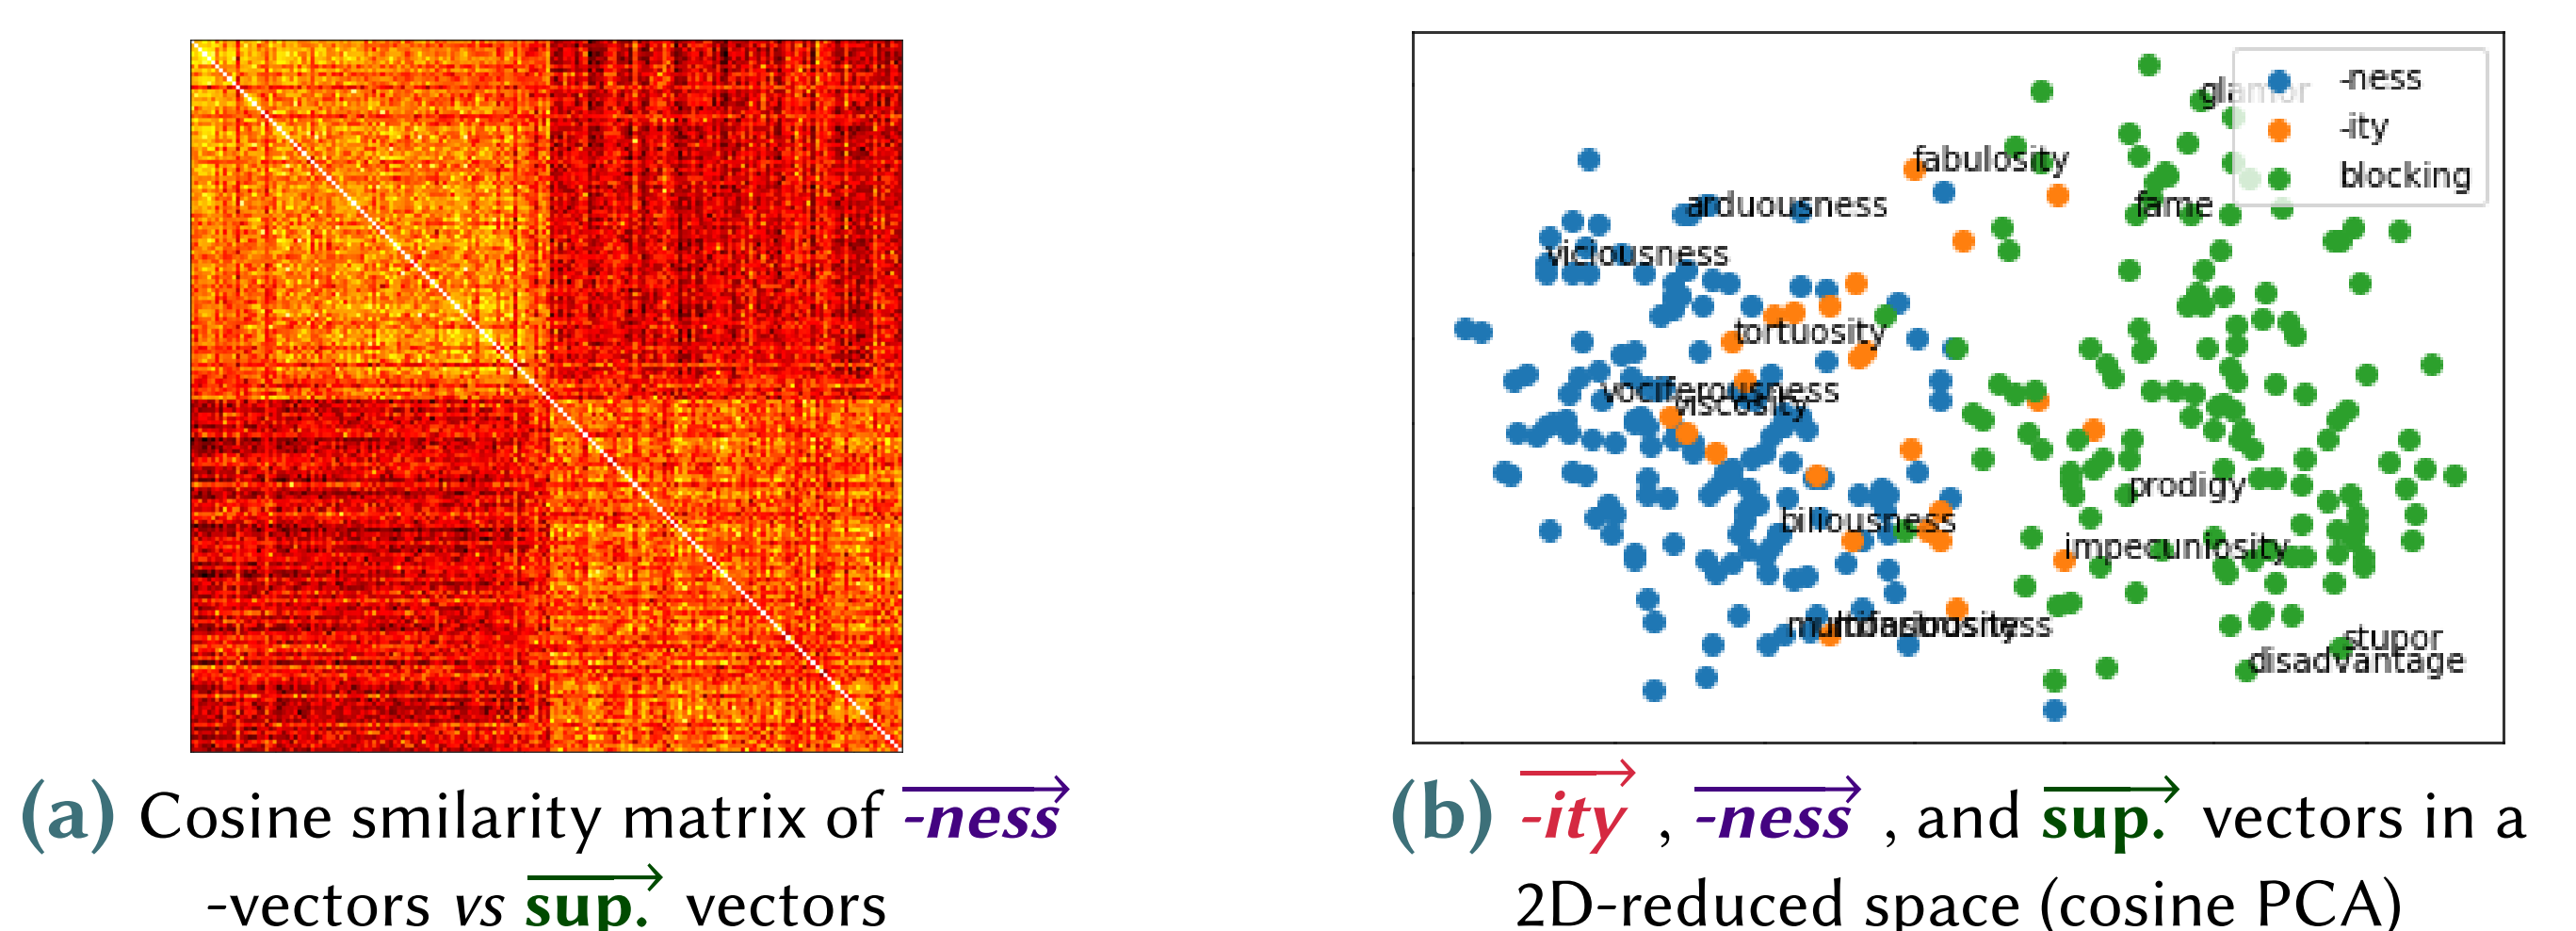 glamor
-ness
-ity
blocking
fabulosity
arduousness
fame
viciousness
tortuosity
vociferousness
viscosity
prodigy
biliousness
impecuniosity
stupor
disadvantage
(a) Cosine smilarity matrix of -ness
-vectors vs sup. vectors
(b) -ity , -ness , and sup. vectors in a
2D-reduced space (cosine PCA)